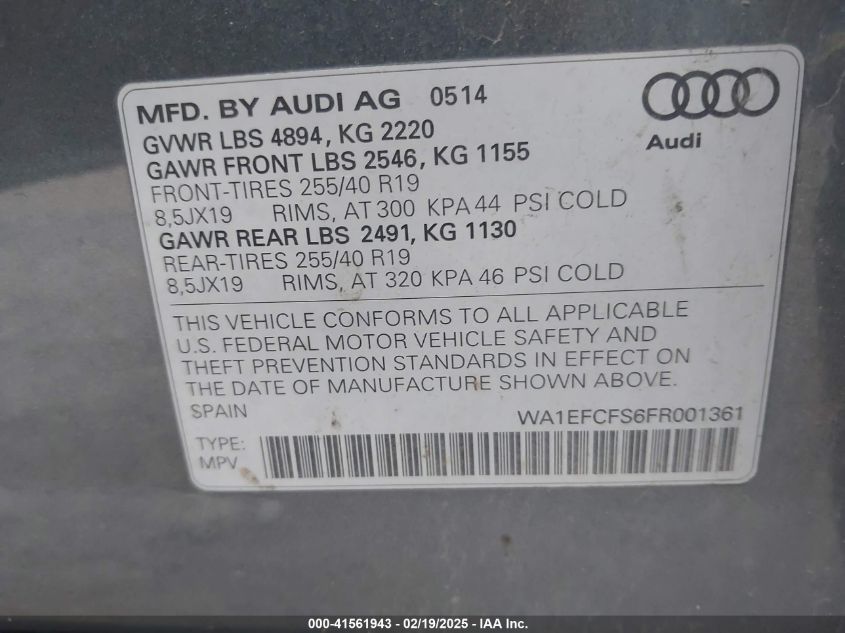 MFD. BY AUDI AG 0514
GVWR LBS 4894, KG 2220
GAWR FRONT LBS 2546, KG 1155
FRONT-TIRES 255/40 R19
8,5JX19 RIMS, AT 300 KPA 44 PSI COLD
GAWR REAR LBS 2491, KG 1130
REAR-TIRES 255/40 R19
8,5JX19 RIMS, AT 320 KPA 46 PSI COLD
Audi
THIS VEHICLE CONFORMS TO ALL APPLICABLE
U.S. FEDERAL MOTOR VEHICLE SAFETY AND
THEFT PREVENTION STANDARDS IN EFFECT ON
THE DATE OF MANUFACTURE SHOWN ABOVE.
SPAIN WA1EFCFS6FR001361
TYPE:
MPV
000-41561943 - 02/19/2025 - IAA Inc.